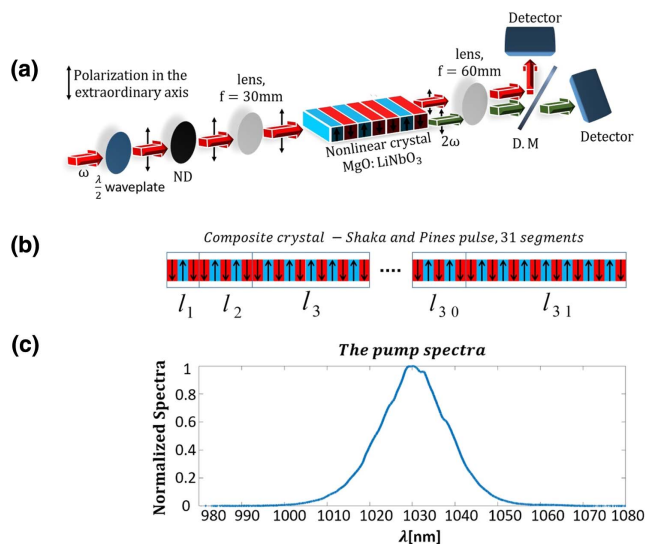 (a)
Polarization in the
extraordinary axis
lens,
f = 30mm
lens,
f = 60mm
Detector
ω
λ/2 waveplate
ND
Nonlinear crystal
MgO: LiNbO3
2ω
D. M
Detector
(b)
Composite crystal − Shaka and Pines pulse, 31 segments
....
l1 l2 l3 l30 l31
(c)
The pump spectra
Normalized Spectra
1
0.8
0.6
0.4
0.2
0
980 990 1000 1010 1020 1030 1040 1050 1060 1070 1080
λ[nm]